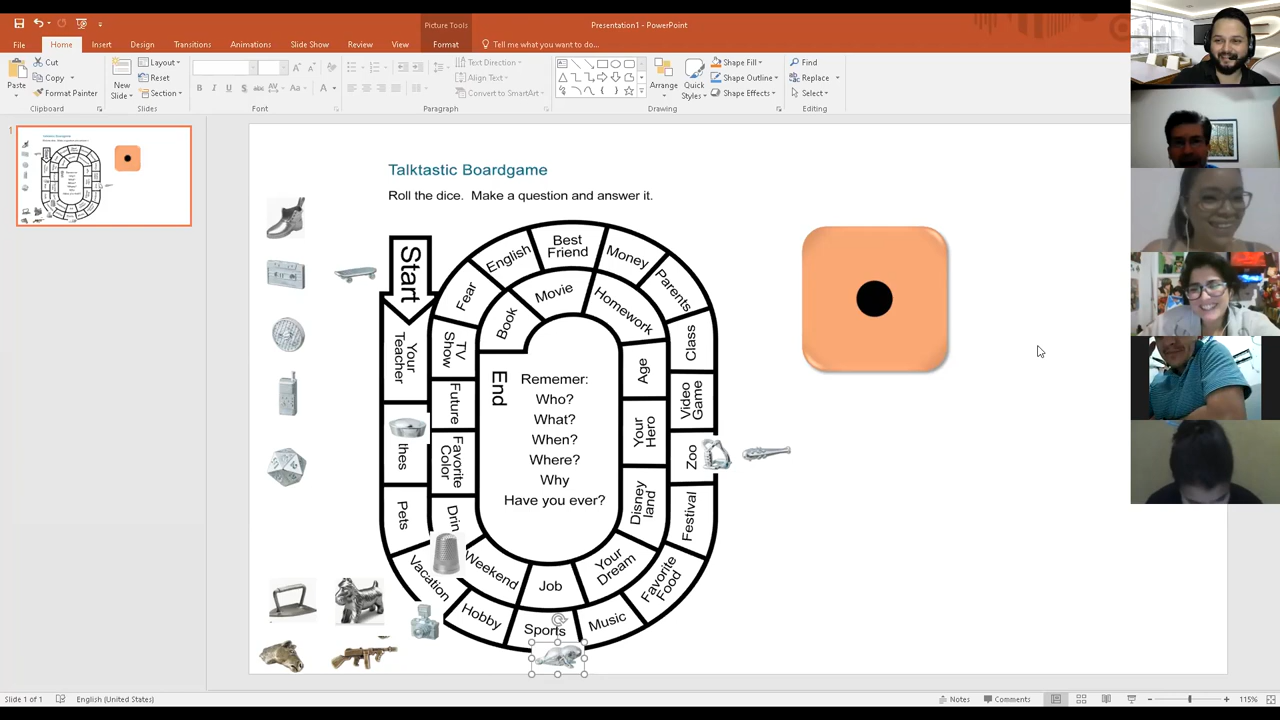 Picture Tools
Presentation1 - PowerPoint
File
Home
Insert
Design
Transitions
Animations
Slide Show
Review
View
Format
Tell me what you want to do...
Paste
Cut
Copy
Format Painter
Clipboard
New Slide
Layout
Reset
Section
Slides
B I U S abc AV Aa A
Font
Text Direction
Align Text
Convert to SmartArt
Paragraph
Arrange
Quick Styles
Shape Fill
Shape Outline
Shape Effects
Drawing
Find
Replace
Select
Editing
1
Talktastic Boardgame
Roll the dice. Make a question and answer it.
Start
Your Teacher
thes
Pets
Vacation
Hobby
Sports
Music
Favorite Food
Festival
Zoo
Video Game
Class
Parents
Money
Best Friend
English
Fear
TV Show
Future
Favorite Color
Drin
Weekend
Job
Your Dream
Disney land
Your Hero
Age
Homework
Movie
Book
End
Rememer:
Who?
What?
When?
Where?
Why
Have you ever?
Slide 1 of 1
English (United States)
Notes
Comments
115%